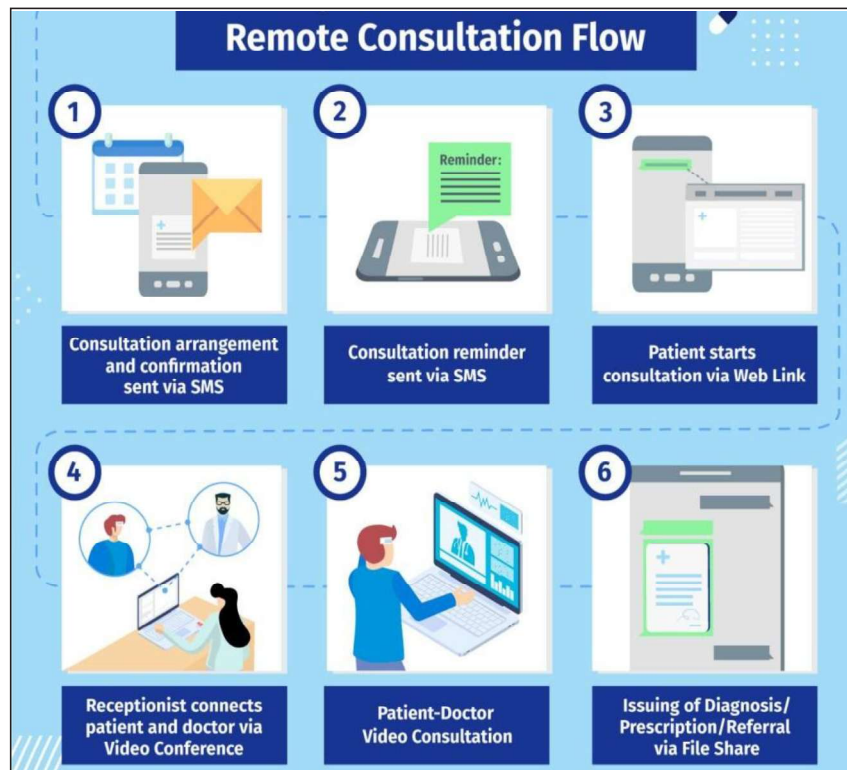 Remote Consultation Flow
1
2
3
Reminder:
Consultation arrangement
and confirmation
sent via SMS
Consultation reminder
sent via SMS
Patient starts
consultation via Web Link
4
5
6
Receptionist connects
patient and doctor via
Video Conference
Patient-Doctor
Video Consultation
Issuing of Diagnosis/
Prescription/Referral
via File Share